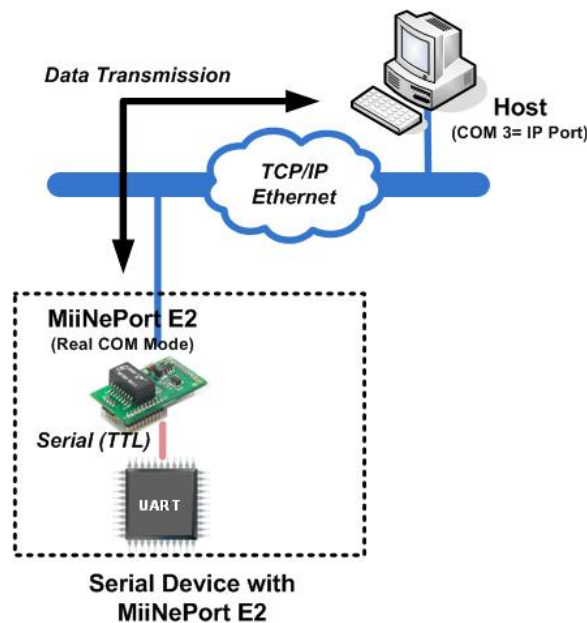 Data Transmission
Host
(COM 3= IP Port)
TCP/IP
Ethernet
MiiNePort E2
(Real COM Mode)
Serial (TTL)
UART
Serial Device with
MiiNePort E2